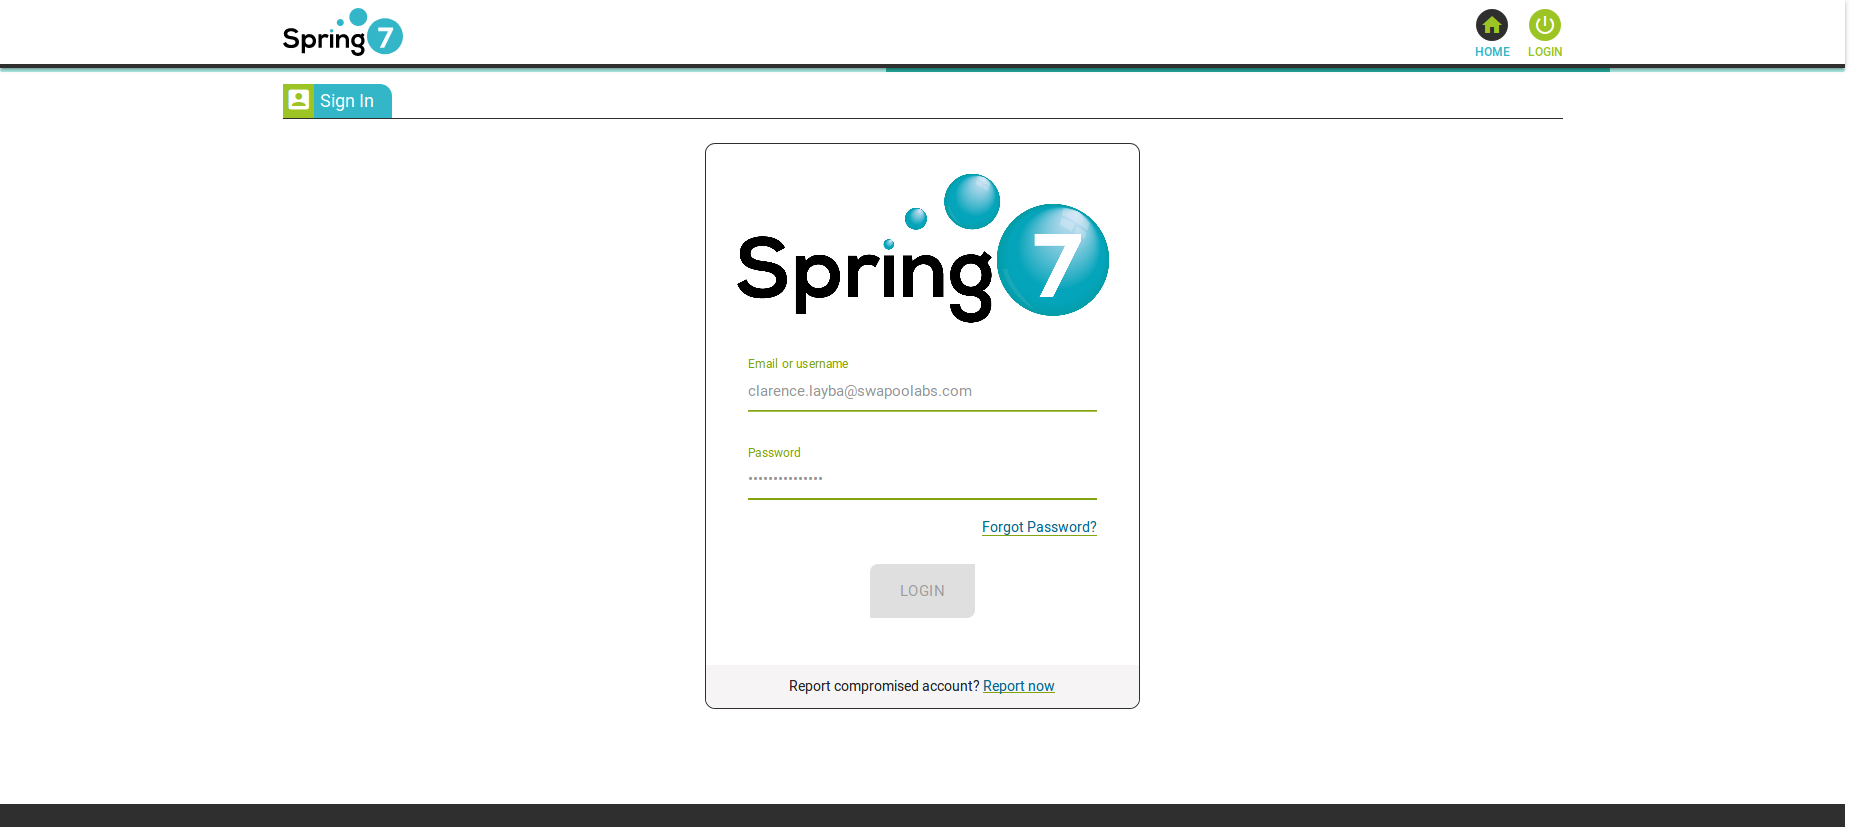 Spring 7
HOME
LOGIN
Sign In
Spring 7
Email or username
clarence.layba@swapoolabs.com
Password
•••••••••••••••
Forgot Password?
LOGIN
Report compromised account? Report now